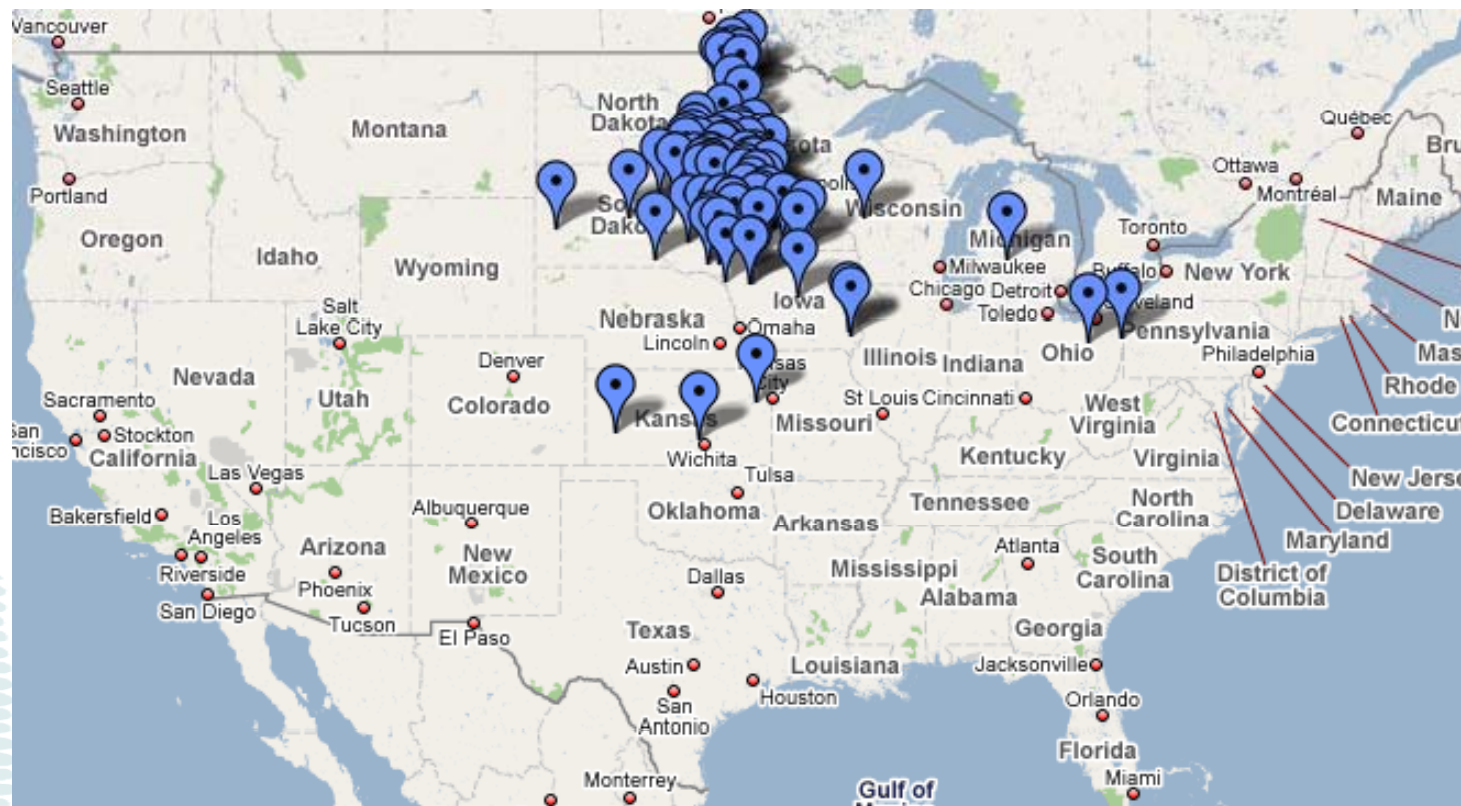 Vancouver
Seattle
Washington
Portland
Oregon
Montana
Idaho
Wyoming
North
Dakota
Wisconsin
Michigan
Milwaukee
Chicago
Detroit
Toledo
Toronto
Ottawa
Montréal
Québec
Maine
New York
Pennsylvania
Philadelphia
Salt
Lake City
Nevada
Utah
Denver
Colorado
Nebraska
Lincoln
Omaha
Iowa
Illinois
Indiana
Ohio
Sacramento
Stockton
California
Las Vegas
Bakersfield
Los
Angeles
Riverside
San Diego
Arizona
Phoenix
Tucson
Albuquerque
New
Mexico
El Paso
Kansas
Wichita
Missouri
St Louis
Cincinnati
West
Virginia
Kentucky
Virginia
Tulsa
Oklahoma
Arkansas
Tennessee
North
Carolina
South
Carolina
Atlanta
Mississippi
Alabama
Georgia
Dallas
Texas
Austin
San
Antonio
Houston
Louisiana
Jacksonville
Orlando
Florida
Miami
Monterrey
Gulf of
Rhode
Connecticut
Delaware
Maryland
District of
Columbia